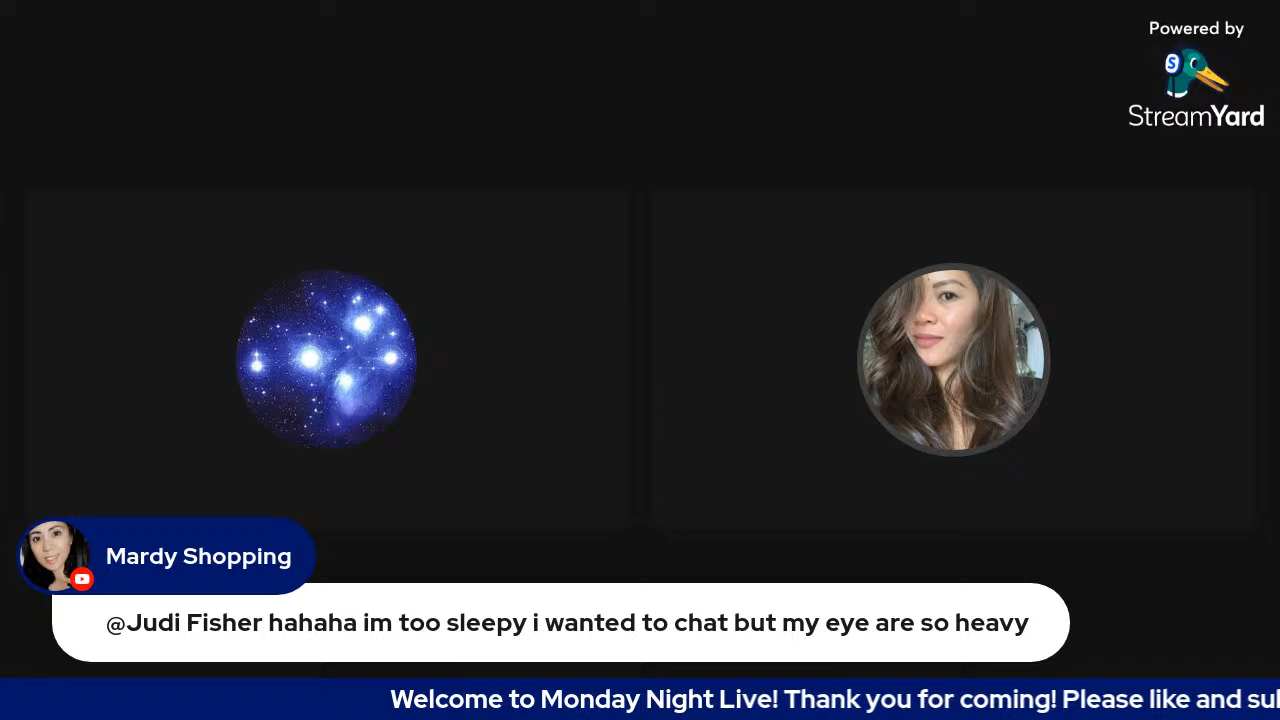 Powered by
S
StreamYard
Mardy Shopping
@Judi Fisher hahaha im too sleepy i wanted to chat but my eye are so heavy
Welcome to Monday Night Live! Thank you for coming! Please like and